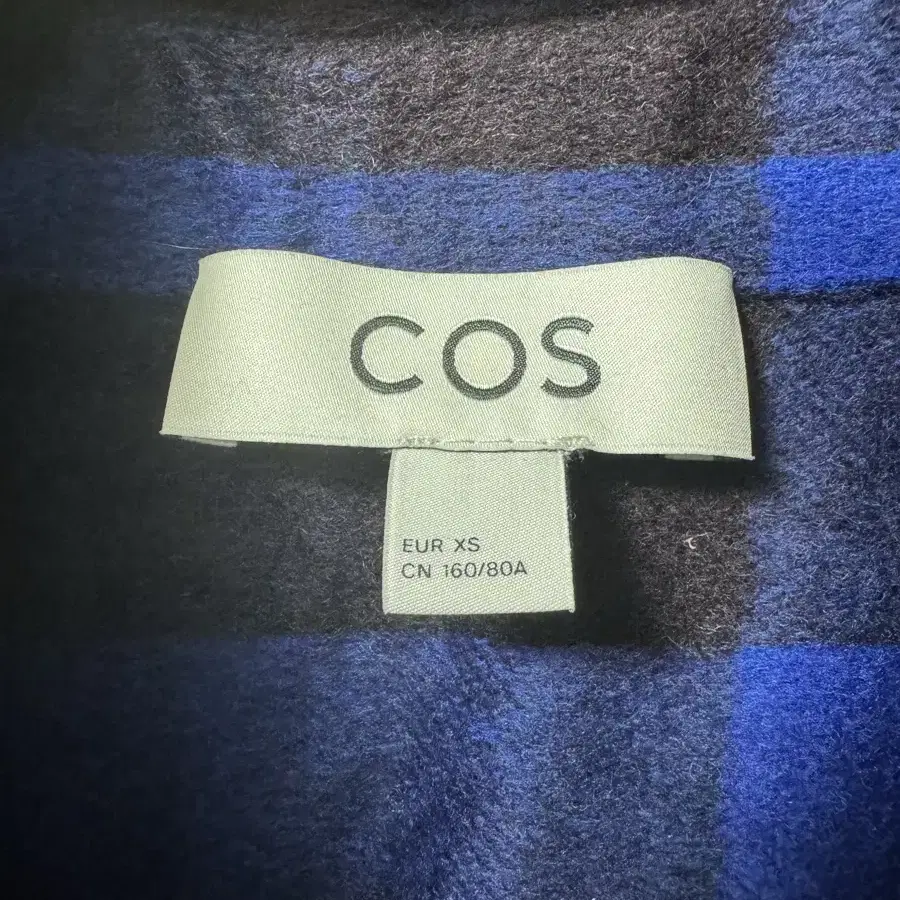 COS
EUR XS
CN 160/80A